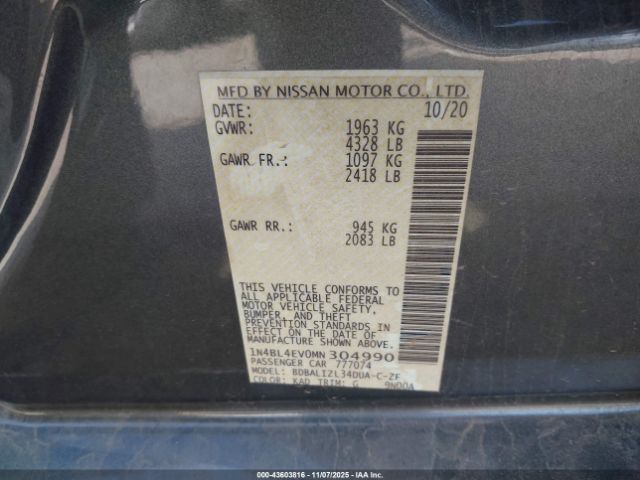 MFD BY NISSAN MOTOR CO., LTD.
DATE: 10/20
GVWR: 1963 KG
4328 LB
GAWR FR.: 1097 KG
2418 LB
GAWR RR.: 945 KG
2083 LB
THIS VEHICLE CONFORMS TO
ALL APPLICABLE FEDERAL
MOTOR VEHICLE SAFETY,
BUMPER, AND THEFT
PREVENTION STANDARDS
IN EFFECT ON THE DATE OF
MANUFACTURE SHOWN ABOVE.
1N4BL4EV0MN304990
PASSENGER CAR 777074
MODEL: BDBALIZL34DUA-C-ZF
COLOR: KAD TRIM: G 9N00A
000-43603816 - 11/07/2025 - IAA Inc.